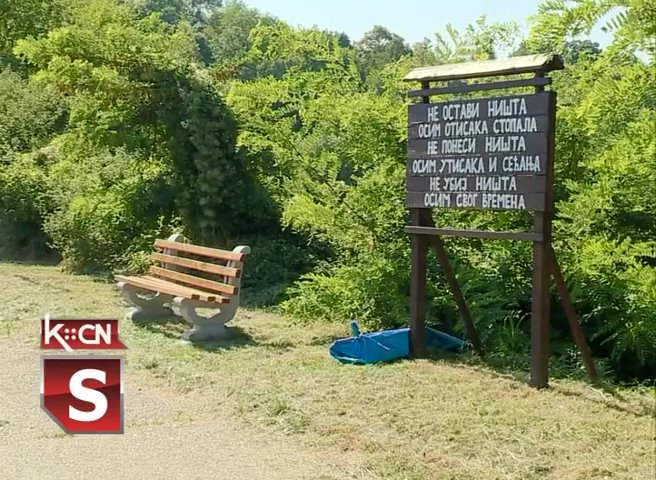 НЕ ОСТАВИ НИШТА
ОСИМ ОТИСАКА СТОПАЛА
НЕ ПОНЕСИ НИШТА
ОСИМ УТИСАКА И СЕЋАЊА
НЕ УБИЈ НИШТА
ОСИМ СВОГ ВРЕМЕНА
K::CN
S